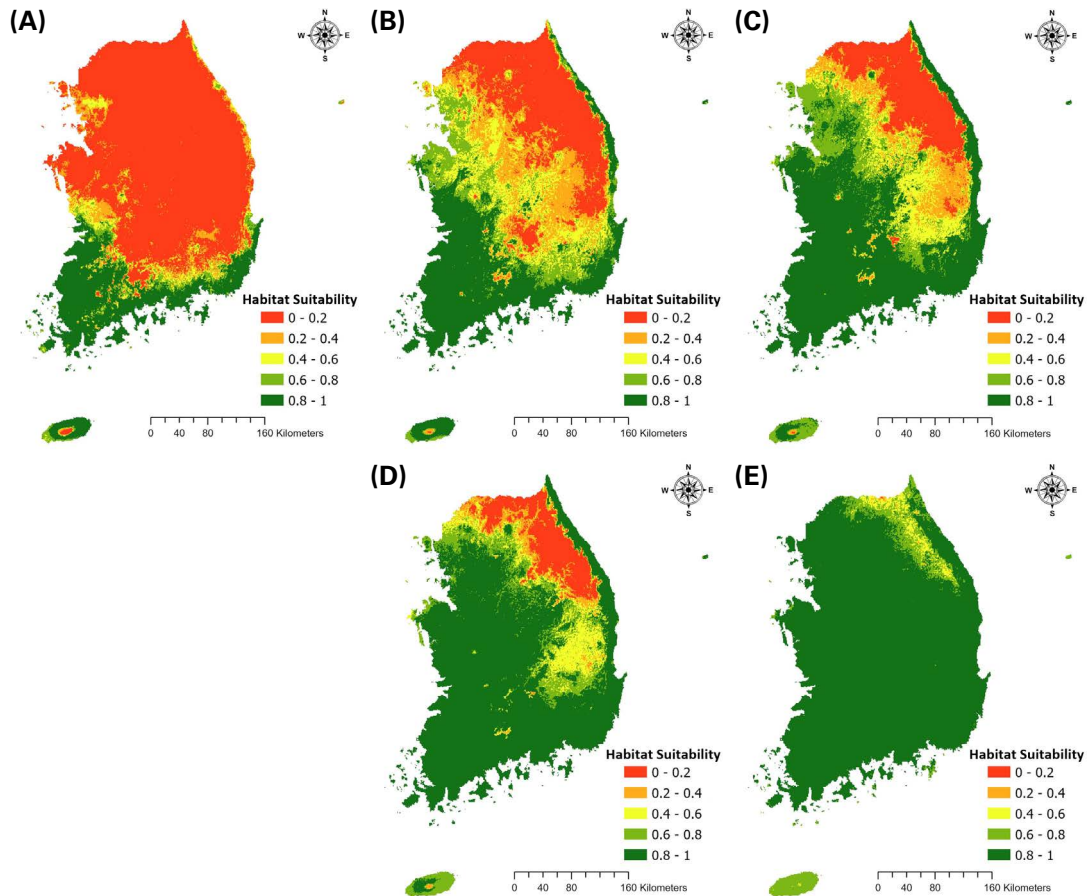 (A)
N
W E
S
Habitat Suitability
0 - 0.2
0.2 - 0.4
0.4 - 0.6
0.6 - 0.8
0.8 - 1
0 40 80 160 Kilometers
(B)
N
W E
S
Habitat Suitability
0 - 0.2
0.2 - 0.4
0.4 - 0.6
0.6 - 0.8
0.8 - 1
0 40 80 160 Kilometers
(C)
N
W E
S
Habitat Suitability
0 - 0.2
0.2 - 0.4
0.4 - 0.6
0.6 - 0.8
0.8 - 1
0 40 80 160 Kilometers
(D)
N
W E
S
Habitat Suitability
0 - 0.2
0.2 - 0.4
0.4 - 0.6
0.6 - 0.8
0.8 - 1
0 40 80 160 Kilometers
(E)
N
W E
S
Habitat Suitability
0 - 0.2
0.2 - 0.4
0.4 - 0.6
0.6 - 0.8
0.8 - 1
0 40 80 160 Kilometers